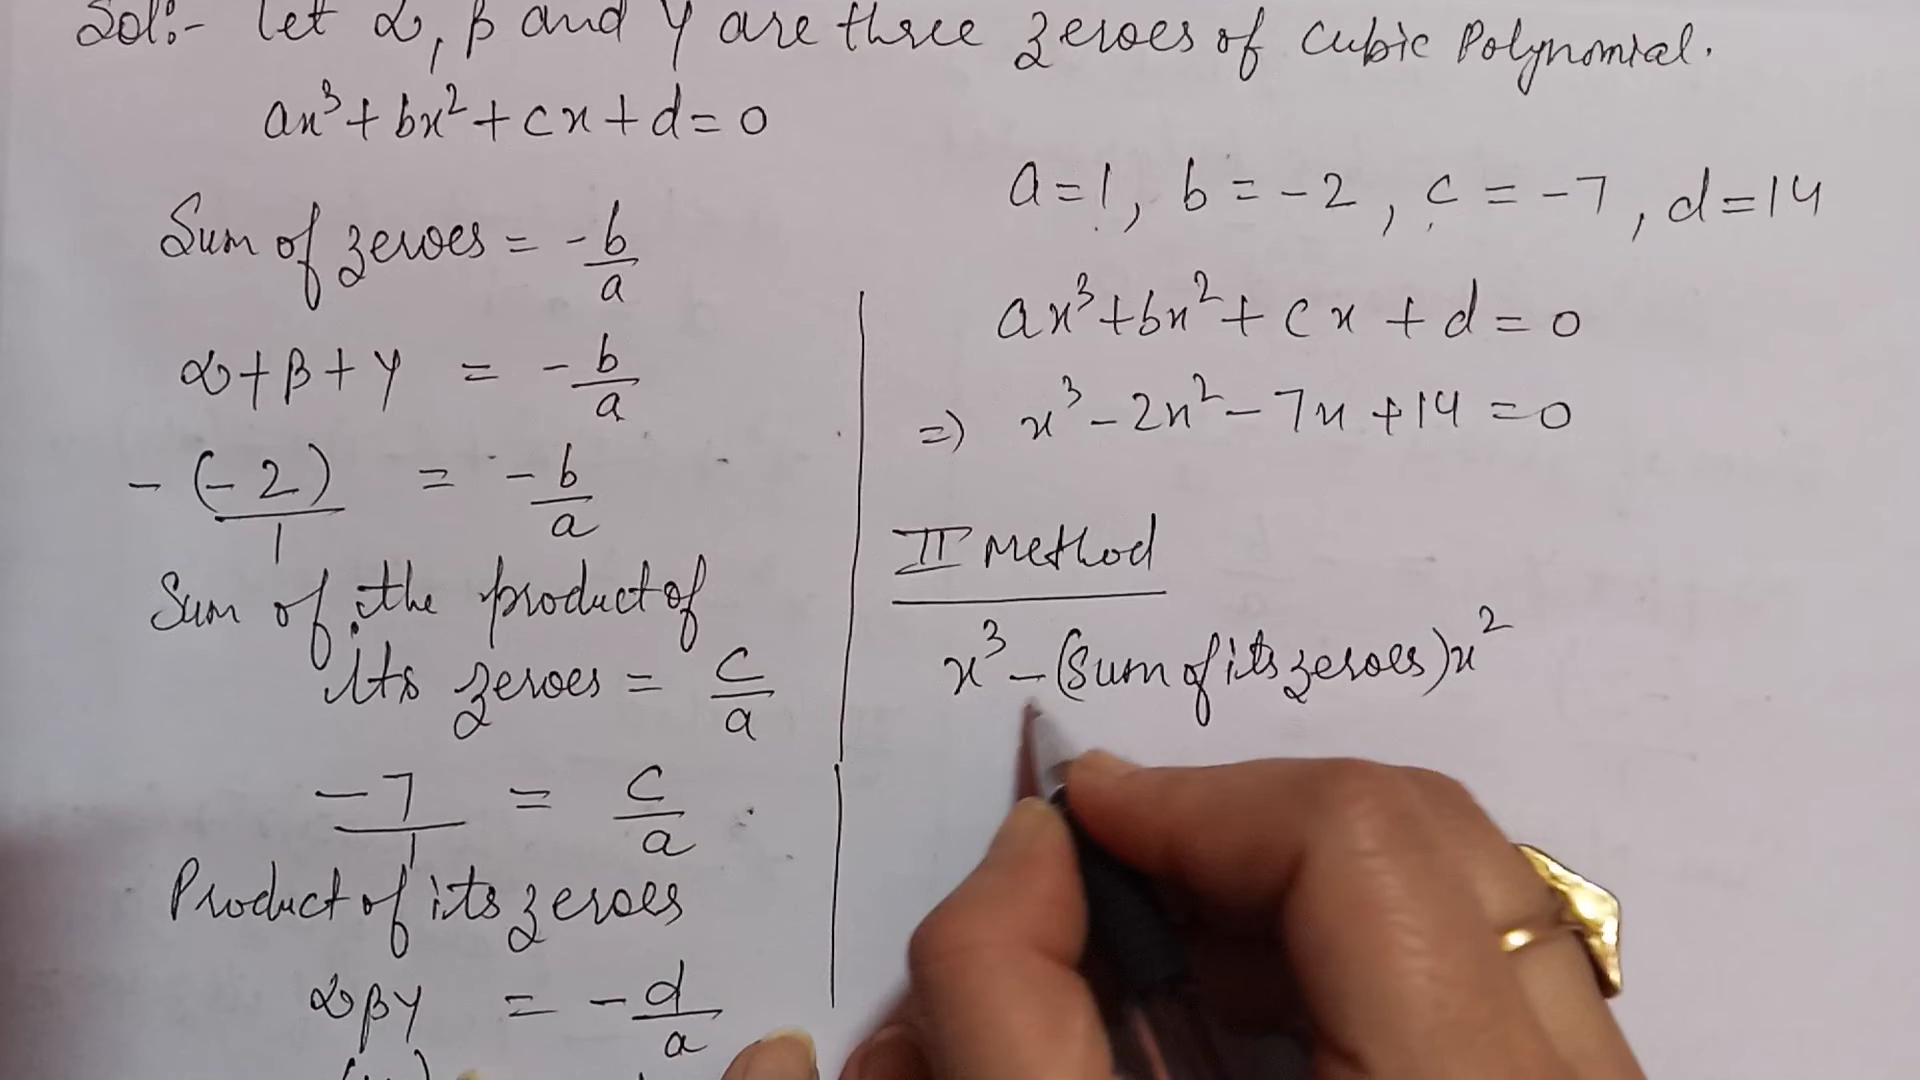 Sol:- let α, β and γ are three zeroes of Cubic Polynomial.
ax³ + bx² + cx + d = 0
Sum of zeroes = -b/a
α + β + γ = -b/a
-(-2)/1 = -b/a
Sum of the product of
its zeroes = c/a
-7/1 = c/a
Product of its zeroes
αβγ = -d/a
a = 1, b = -2, c = -7, d = 14
ax³ + bx² + cx + d = 0
=) x³ - 2x² - 7x + 14 = 0
II Method
x³ - (Sum of its zeroes)x²